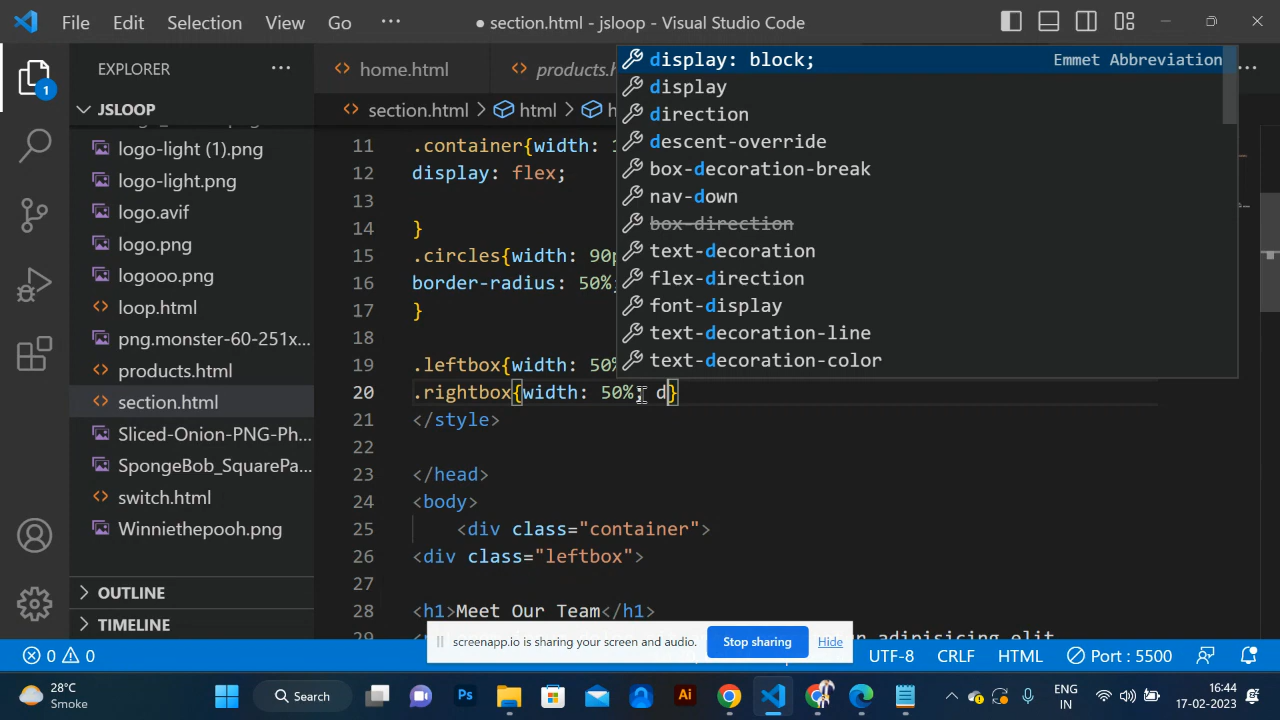 File Edit Selection View Go ··· ● section.html - jsloop - Visual Studio Code
EXPLORER ···
JSLOOP
logo-light (1).png
logo-light.png
logo.avif
logo.png
logooo.png
loop.html
png.monster-60-251x...
products.html
section.html
Sliced-Onion-PNG-Ph...
SpongeBob_SquarePa...
switch.html
Winniethepooh.png
OUTLINE
TIMELINE
1
home.html
products.h
section.html > html > h
11 .container{width: 1
12 display: flex;
13
14 }
15 .circles{width: 90p
16 border-radius: 50%;
17 }
18
19 .leftbox{width: 50%
20 .rightbox{width: 50%; d}
21 </style>
22
23 </head>
24 <body>
25 <div class="container">
26 <div class="leftbox">
27
28 <h1>Meet Our Team</h1>
29 adipisicing elit
display: block; Emmet Abbreviation
display
direction
descent-override
box-decoration-break
nav-down
box-direction
text-decoration
flex-direction
font-display
text-decoration-line
text-decoration-color
···
screenapp.io is sharing your screen and audio. Stop sharing Hide
0 0 UTF-8 CRLF HTML Port : 5500
28°C
Smoke
Search
Ps
Ai
ENG
IN
16:44
17-02-2023